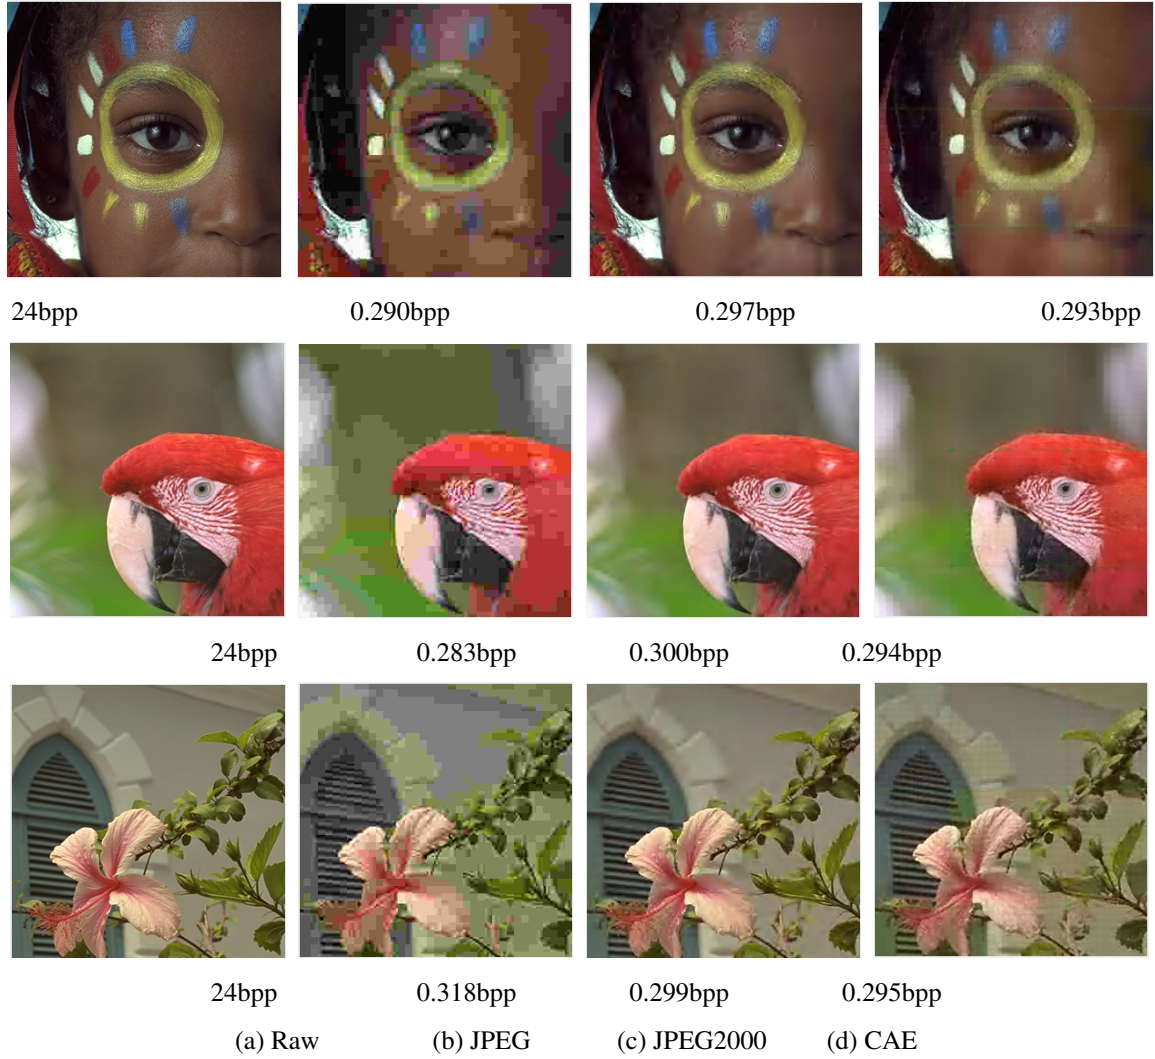 24bpp 0.290bpp 0.297bpp 0.293bpp
24bpp 0.283bpp 0.300bpp 0.294bpp
24bpp 0.318bpp 0.299bpp 0.295bpp
(a) Raw (b) JPEG (c) JPEG2000 (d) CAE